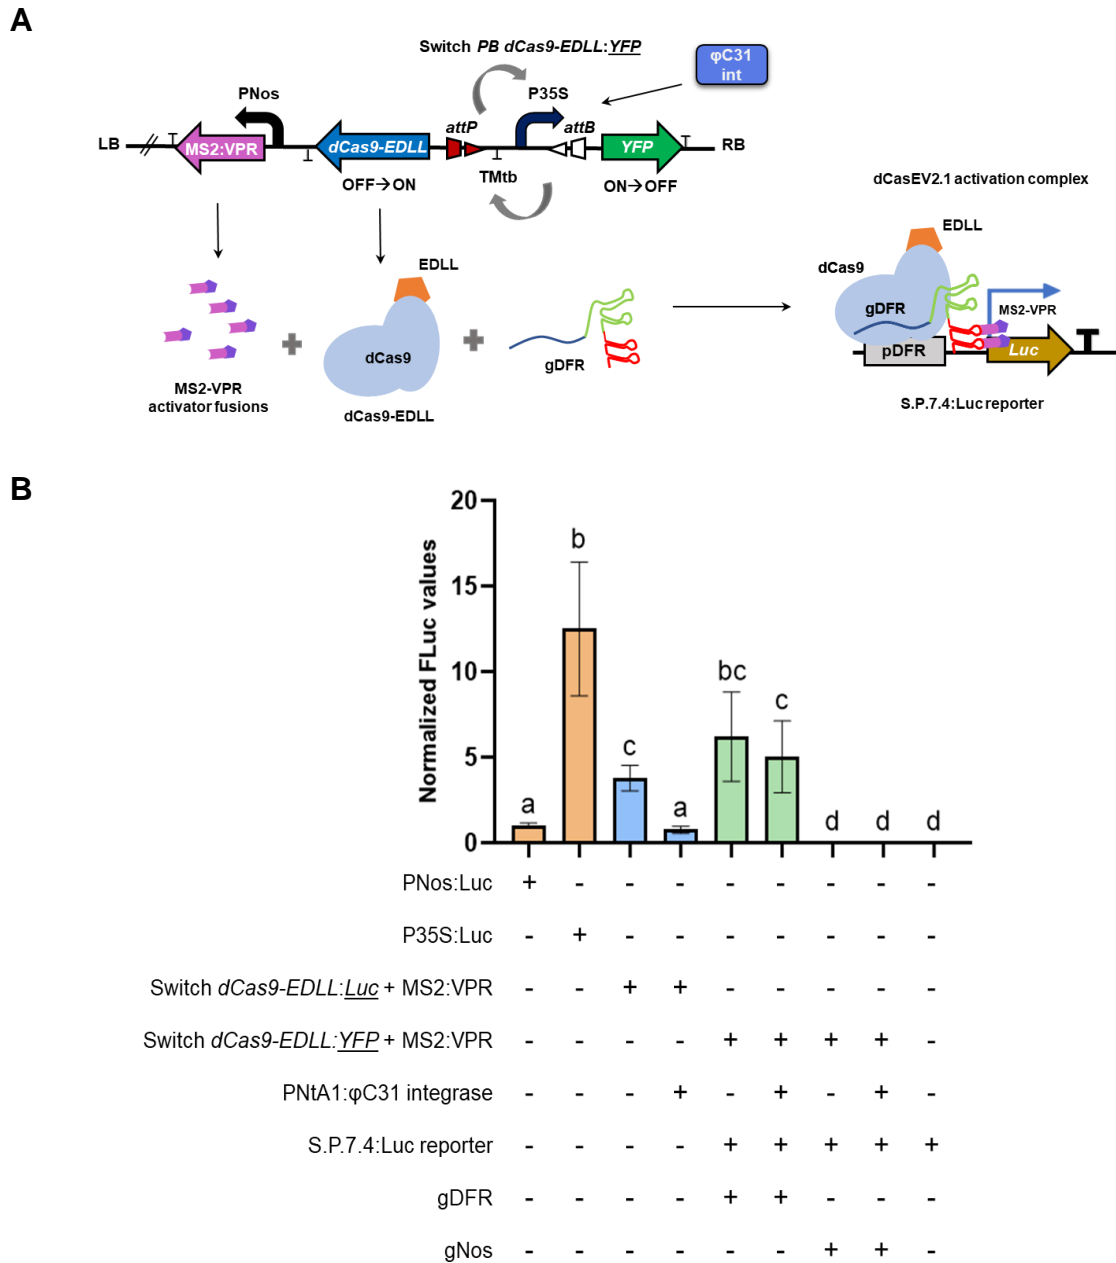 A
Switch PB dCas9-EDLL:YFP
φC31
int
PNos
P35S
attP
attB
LB
MS2:VPR
dCas9-EDLL
YFP
RB
TMtb
OFF→ON
ON→OFF
dCasEV2.1 activation complex
EDLL
EDLL
dCas9
gDFR
MS2-VPR
dCas9
gDFR
pDFR
Luc
MS2-VPR
activator fusions
dCas9-EDLL
S.P.7.4:Luc reporter
B
Normalized FLuc values
20
15
10
5
0
a
b
c
a
bc
c
d
d
d
PNos:Luc + - - - - - - - -
P35S:Luc - + - - - - - - -
Switch dCas9-EDLL:Luc + MS2:VPR - - + + - - - - -
Switch dCas9-EDLL:YFP + MS2:VPR - - - - + + + + -
PNtA1:φC31 integrase - - - + - + - + -
S.P.7.4:Luc reporter - - - - + + + + +
gDFR - - - - + + - - -
gNos - - - - - - + + -